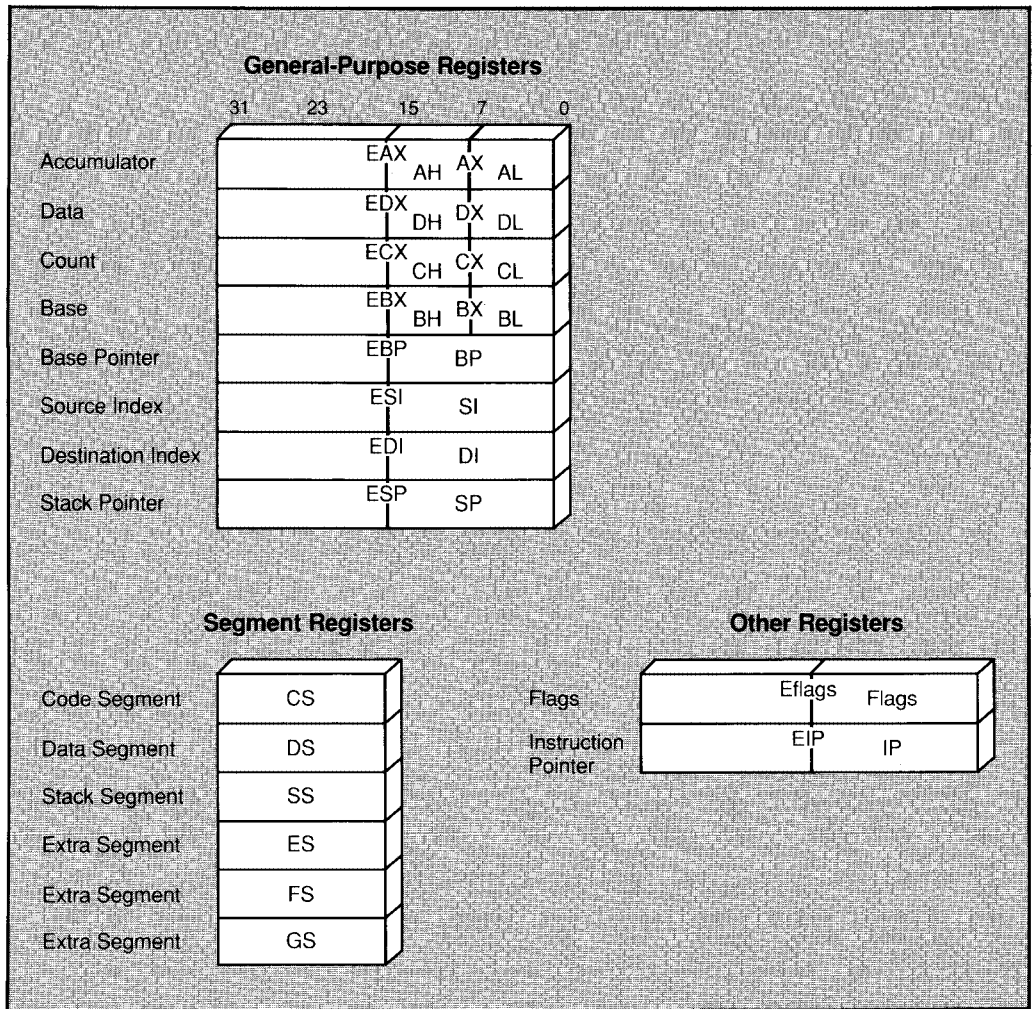 General-Purpose Registers
31 23 15 7 0
Accumulator EAX AH AX AL
Data EDX DH DX DL
Count ECX CH CX CL
Base EBX BH BX BL
Base Pointer EBP BP
Source Index ESI SI
Destination Index EDI DI
Stack Pointer ESP SP
Segment Registers
Code Segment CS
Data Segment DS
Stack Segment SS
Extra Segment ES
Extra Segment FS
Extra Segment GS
Other Registers
Flags Eflags Flags
Instruction
Pointer EIP IP